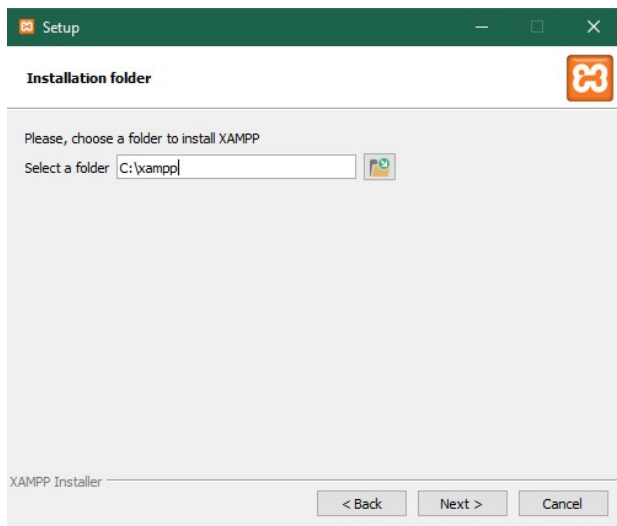 Setup
Installation folder
Please, choose a folder to install XAMPP
Select a folder C:\xampp
XAMPP Installer
< Back Next > Cancel